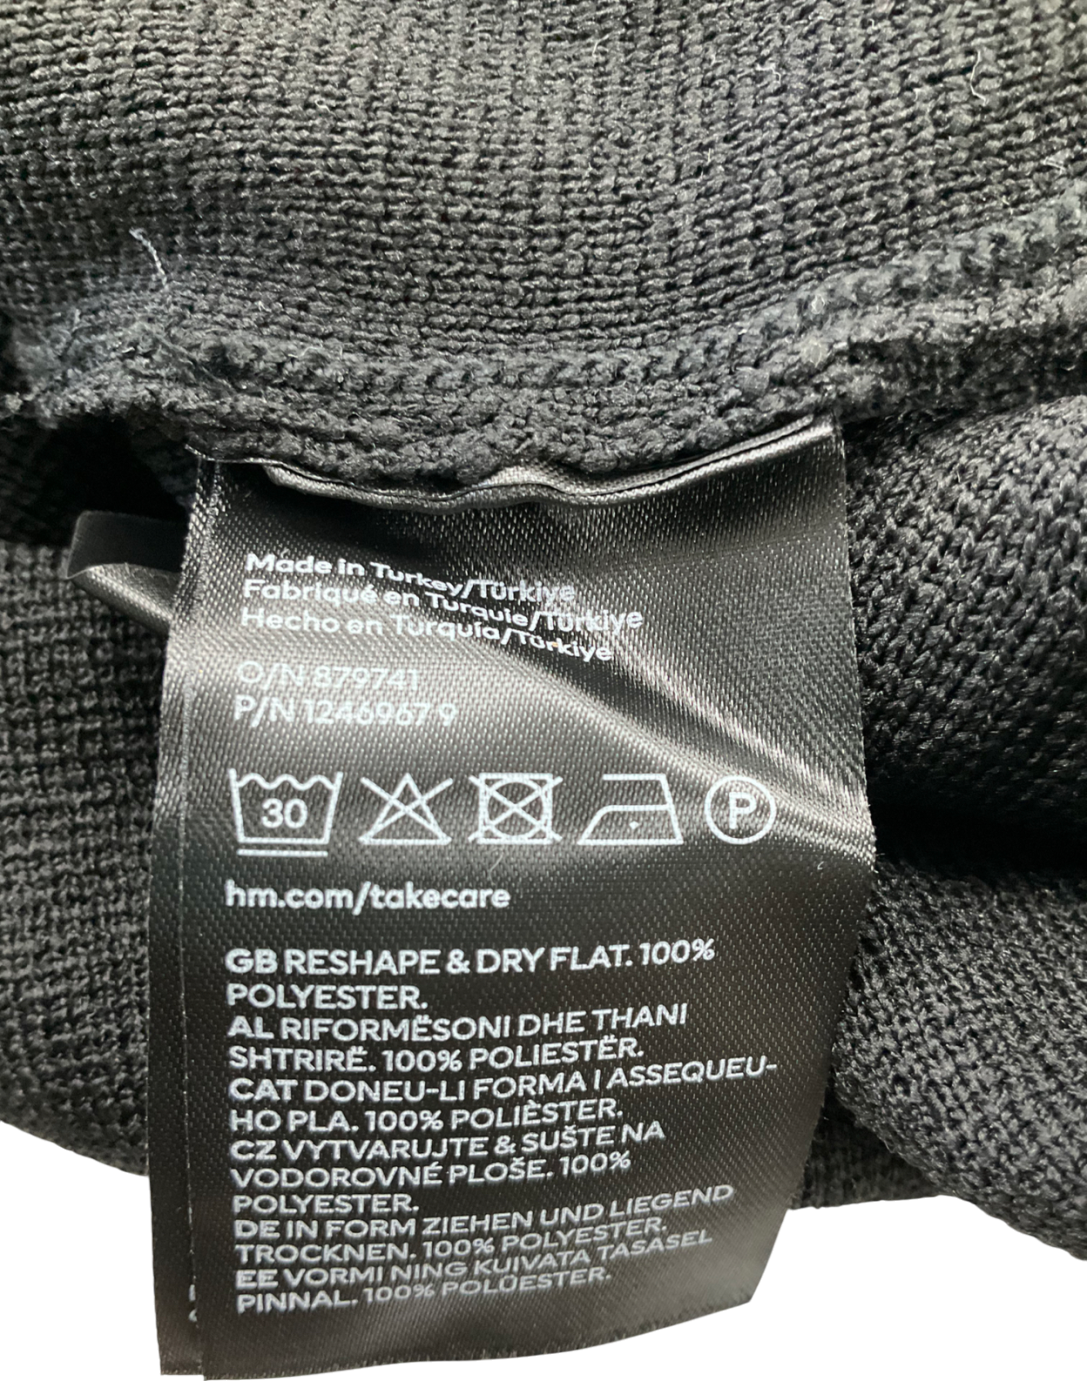 Made in Turkey/Türkiye
Fabriqué en Turquie/Türkiye
Hecho en Turquía/Türkiye
O/N 879741
P/N 1246967 9
30
P
hm.com/takecare
GB RESHAPE & DRY FLAT. 100%
POLYESTER.
AL RIFORMËSONI DHE THANI
SHTRIRË. 100% POLIESTËR.
CAT DONEU-LI FORMA I ASSEQUEU-
HO PLA. 100% POLIÈSTER.
CZ VYTVARUJTE & SUŠTE NA
VODOROVNÉ PLOŠE. 100%
POLYESTER.
DE IN FORM ZIEHEN UND LIEGEND
TROCKNEN. 100% POLYESTER.
EE VORMI NING KUIVATA TASASEL
PINNAL. 100% POLÜESTER.